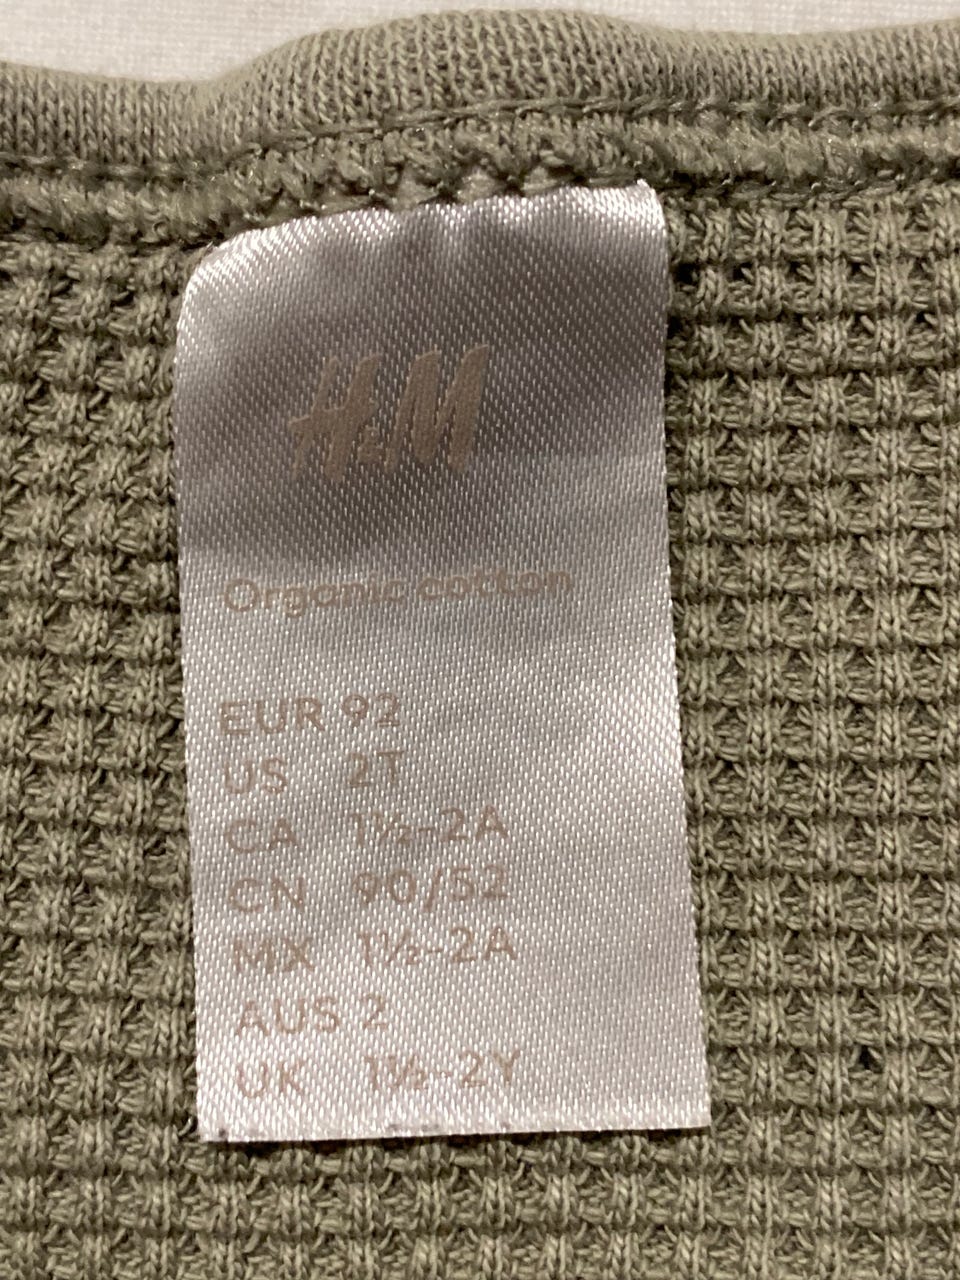 H&M
Organic cotton
EUR 92
US 2T
CA 1½-2A
CN 90/52
MX 1½-2A
AUS 2
UK 1½-2Y